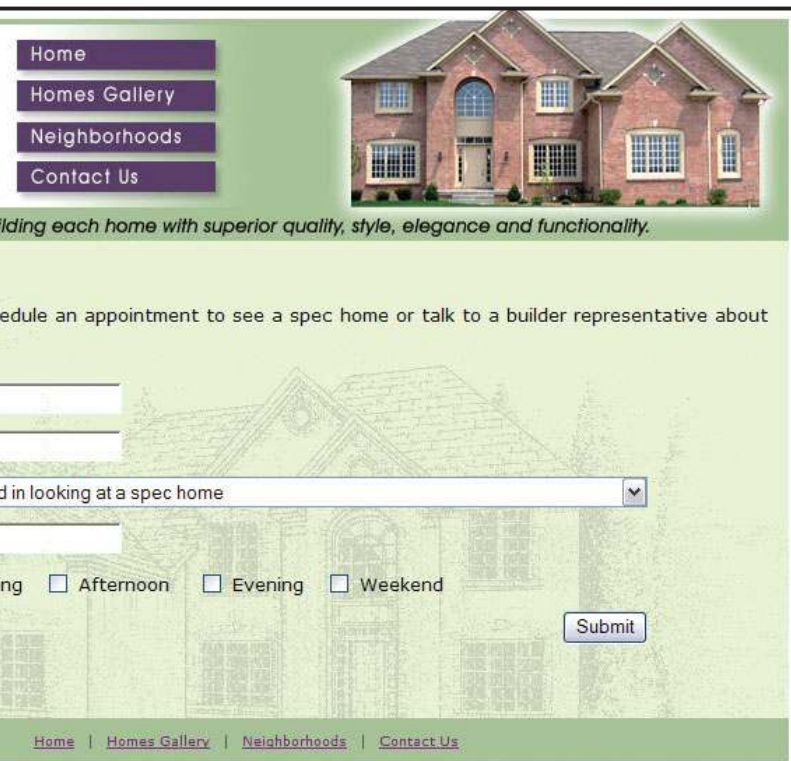 Home
Homes Gallery
Neighborhoods
Contact Us
ilding each home with superior quality, style, elegance and functionality.
edule an appointment to see a spec home or talk to a builder representative about
d in looking at a spec home
ng Afternoon Evening Weekend
Submit
Home | Homes Gallery | Neighborhoods | Contact Us